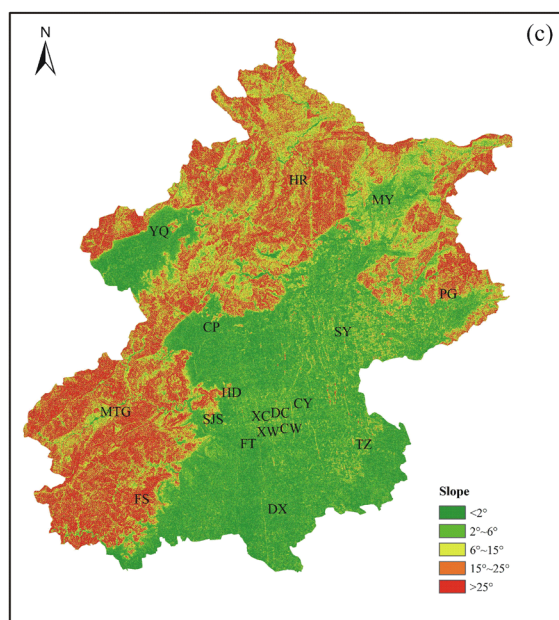 N
(c)
HR
MY
YQ
PG
CP
SY
HD
MTG
CY
DC
XC
SJS
CW
XW
FT
TZ
FS
DX
Slope
<2°
2°~6°
6°~15°
15°~25°
>25°